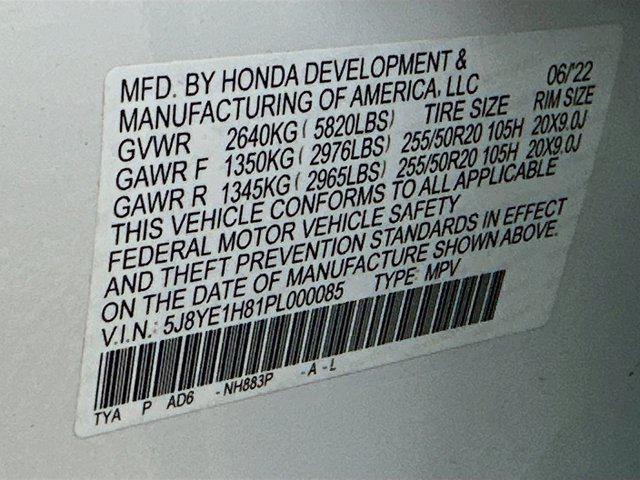 MFD. BY HONDA DEVELOPMENT &
MANUFACTURING OF AMERICA, LLC 06/'22
GVWR 2640KG ( 5820LBS) TIRE SIZE RIM SIZE
GAWR F 1350KG ( 2976LBS) 255/50R20 105H 20X9.0J
GAWR R 1345KG ( 2965LBS) 255/50R20 105H 20X9.0J
THIS VEHICLE CONFORMS TO ALL APPLICABLE
FEDERAL MOTOR VEHICLE SAFETY
AND THEFT PREVENTION STANDARDS IN EFFECT
ON THE DATE OF MANUFACTURE SHOWN ABOVE.
V.I.N.: 5J8YE1H81PL000085 TYPE: MPV
TYA P AD6 -NH883P -A-L